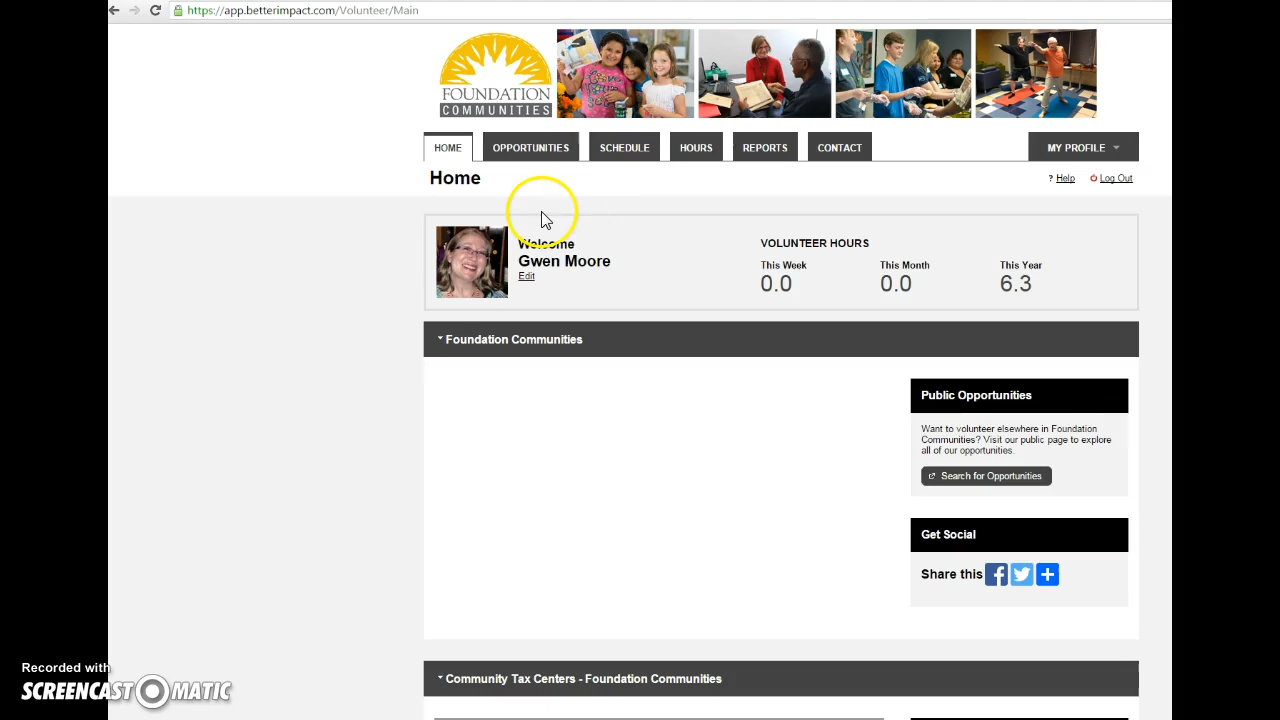 https://app.betterimpact.com/Volunteer/Main
FOUNDATION
COMMUNITIES
HOME OPPORTUNITIES SCHEDULE HOURS REPORTS CONTACT MY PROFILE
Home
? Help Log Out
Welcome
Gwen Moore
Edit
VOLUNTEER HOURS
This Week This Month This Year
0.0 0.0 6.3
Foundation Communities
Public Opportunities
Want to volunteer elsewhere in Foundation
Communities? Visit our public page to explore
all of our opportunities.
Search for Opportunities
Get Social
Share this
Community Tax Centers - Foundation Communities
Recorded with
SCREENCAST-O-MATIC